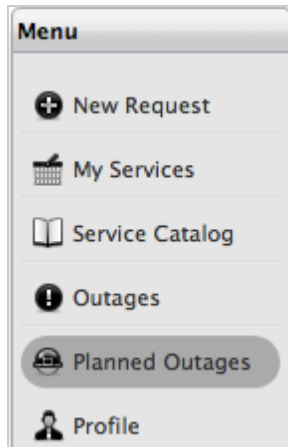 Menu
New Request
My Services
Service Catalog
Outages
Planned Outages
Profile